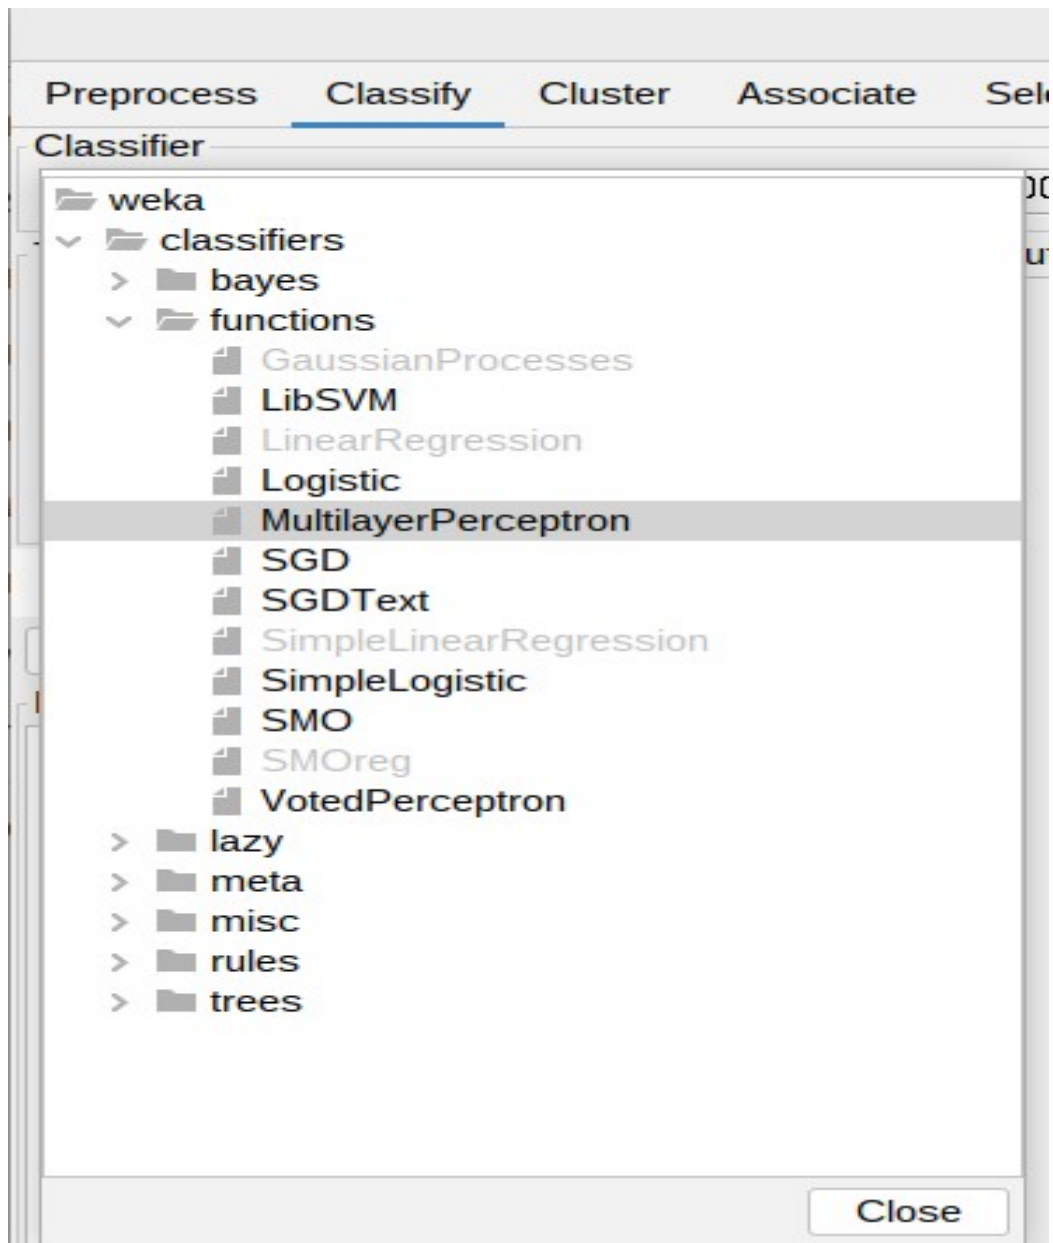 Preprocess Classify Cluster Associate
Classifier
weka
classifiers
bayes
functions
GaussianProcesses
LibSVM
LinearRegression
Logistic
MultilayerPerceptron
SGD
SGDText
SimpleLinearRegression
SimpleLogistic
SMO
SMOreg
VotedPerceptron
lazy
meta
misc
rules
trees
Close